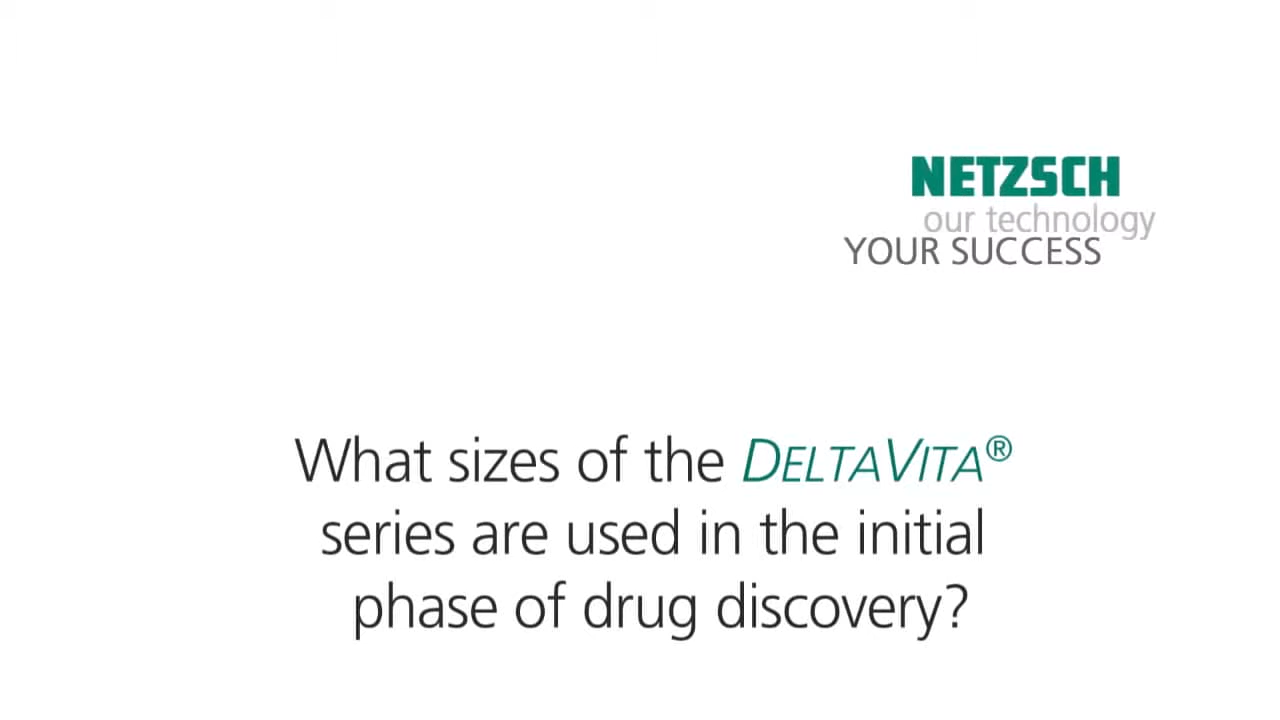 NETZSCH
our technology
YOUR SUCCESS
What sizes of the DELTAVITA®
series are used in the initial
phase of drug discovery?